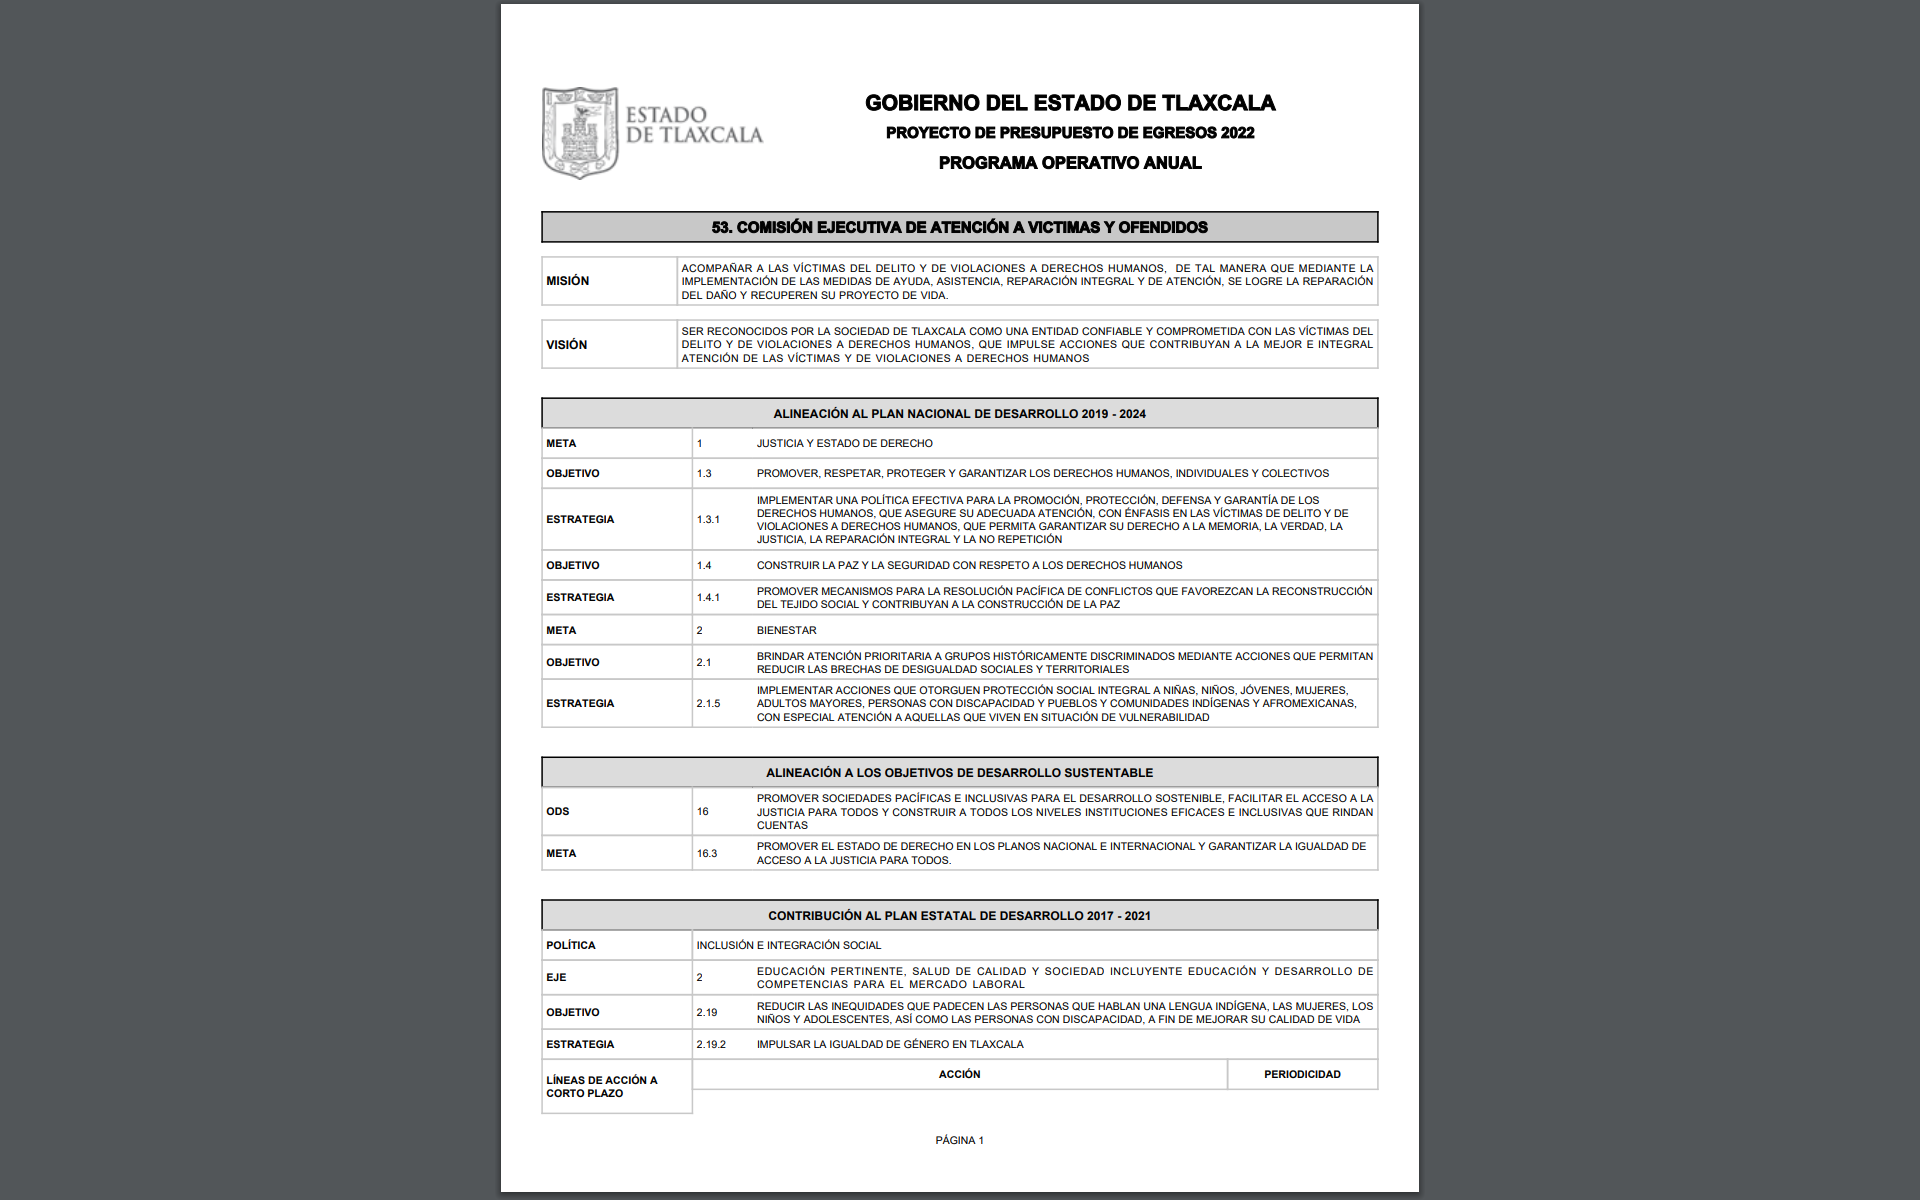 ESTADO
DE TLAXCALA
GOBIERNO DEL ESTADO DE TLAXCALA
PROYECTO DE PRESUPUESTO DE EGRESOS 2022
PROGRAMA OPERATIVO ANUAL
53. COMISIÓN EJECUTIVA DE ATENCIÓN A VICTIMAS Y OFENDIDOS
MISIÓN
ACOMPAÑAR A LAS VÍCTIMAS DEL DELITO Y DE VIOLACIONES A DERECHOS HUMANOS, DE TAL MANERA QUE MEDIANTE LA
IMPLEMENTACIÓN DE LAS MEDIDAS DE AYUDA, ASISTENCIA, REPARACIÓN INTEGRAL Y DE ATENCIÓN, SE LOGRE LA REPARACIÓN
DEL DAÑO Y RECUPEREN SU PROYECTO DE VIDA.
VISIÓN
SER RECONOCIDOS POR LA SOCIEDAD DE TLAXCALA COMO UNA ENTIDAD CONFIABLE Y COMPROMETIDA CON LAS VÍCTIMAS DEL
DELITO Y DE VIOLACIONES A DERECHOS HUMANOS, QUE IMPULSE ACCIONES QUE CONTRIBUYAN A LA MEJOR E INTEGRAL
ATENCIÓN DE LAS VÍCTIMAS Y DE VIOLACIONES A DERECHOS HUMANOS
ALINEACIÓN AL PLAN NACIONAL DE DESARROLLO 2019 - 2024
META 1 JUSTICIA Y ESTADO DE DERECHO
OBJETIVO 1.3 PROMOVER, RESPETAR, PROTEGER Y GARANTIZAR LOS DERECHOS HUMANOS, INDIVIDUALES Y COLECTIVOS
ESTRATEGIA 1.3.1 IMPLEMENTAR UNA POLÍTICA EFECTIVA PARA LA PROMOCIÓN, PROTECCIÓN, DEFENSA Y GARANTÍA DE LOS
DERECHOS HUMANOS, QUE ASEGURE SU ADECUADA ATENCIÓN, CON ÉNFASIS EN LAS VÍCTIMAS DE DELITO Y DE
VIOLACIONES A DERECHOS HUMANOS, QUE PERMITA GARANTIZAR SU DERECHO A LA MEMORIA, LA VERDAD, LA
JUSTICIA, LA REPARACIÓN INTEGRAL Y LA NO REPETICIÓN
OBJETIVO 1.4 CONSTRUIR LA PAZ Y LA SEGURIDAD CON RESPETO A LOS DERECHOS HUMANOS
ESTRATEGIA 1.4.1 PROMOVER MECANISMOS PARA LA RESOLUCIÓN PACÍFICA DE CONFLICTOS QUE FAVOREZCAN LA RECONSTRUCCIÓN
DEL TEJIDO SOCIAL Y CONTRIBUYAN A LA CONSTRUCCIÓN DE LA PAZ
META 2 BIENESTAR
OBJETIVO 2.1 BRINDAR ATENCIÓN PRIORITARIA A GRUPOS HISTÓRICAMENTE DISCRIMINADOS MEDIANTE ACCIONES QUE PERMITAN
REDUCIR LAS BRECHAS DE DESIGUALDAD SOCIALES Y TERRITORIALES
ESTRATEGIA 2.1.5 IMPLEMENTAR ACCIONES QUE OTORGUEN PROTECCIÓN SOCIAL INTEGRAL A NIÑAS, NIÑOS, JÓVENES, MUJERES,
ADULTOS MAYORES, PERSONAS CON DISCAPACIDAD Y PUEBLOS Y COMUNIDADES INDÍGENAS Y AFROMEXICANAS,
CON ESPECIAL ATENCIÓN A AQUELLAS QUE VIVEN EN SITUACIÓN DE VULNERABILIDAD
ALINEACIÓN A LOS OBJETIVOS DE DESARROLLO SUSTENTABLE
ODS 16 PROMOVER SOCIEDADES PACÍFICAS E INCLUSIVAS PARA EL DESARROLLO SOSTENIBLE, FACILITAR EL ACCESO A LA
JUSTICIA PARA TODOS Y CONSTRUIR A TODOS LOS NIVELES INSTITUCIONES EFICACES E INCLUSIVAS QUE RINDAN
CUENTAS
META 16.3 PROMOVER EL ESTADO DE DERECHO EN LOS PLANOS NACIONAL E INTERNACIONAL Y GARANTIZAR LA IGUALDAD DE
ACCESO A LA JUSTICIA PARA TODOS.
CONTRIBUCIÓN AL PLAN ESTATAL DE DESARROLLO 2017 - 2021
POLÍTICA INCLUSIÓN E INTEGRACIÓN SOCIAL
EJE 2 EDUCACIÓN PERTINENTE, SALUD DE CALIDAD Y SOCIEDAD INCLUYENTE EDUCACIÓN Y DESARROLLO DE
COMPETENCIAS PARA EL MERCADO LABORAL
OBJETIVO 2.19 REDUCIR LAS INEQUIDADES QUE PADECEN LAS PERSONAS QUE HABLAN UNA LENGUA INDÍGENA, LAS MUJERES, LOS
NIÑOS Y ADOLESCENTES, ASÍ COMO LAS PERSONAS CON DISCAPACIDAD, A FIN DE MEJORAR SU CALIDAD DE VIDA
ESTRATEGIA 2.19.2 IMPULSAR LA IGUALDAD DE GÉNERO EN TLAXCALA
LÍNEAS DE ACCIÓN A
CORTO PLAZO
ACCIÓN PERIODICIDAD
PÁGINA 1